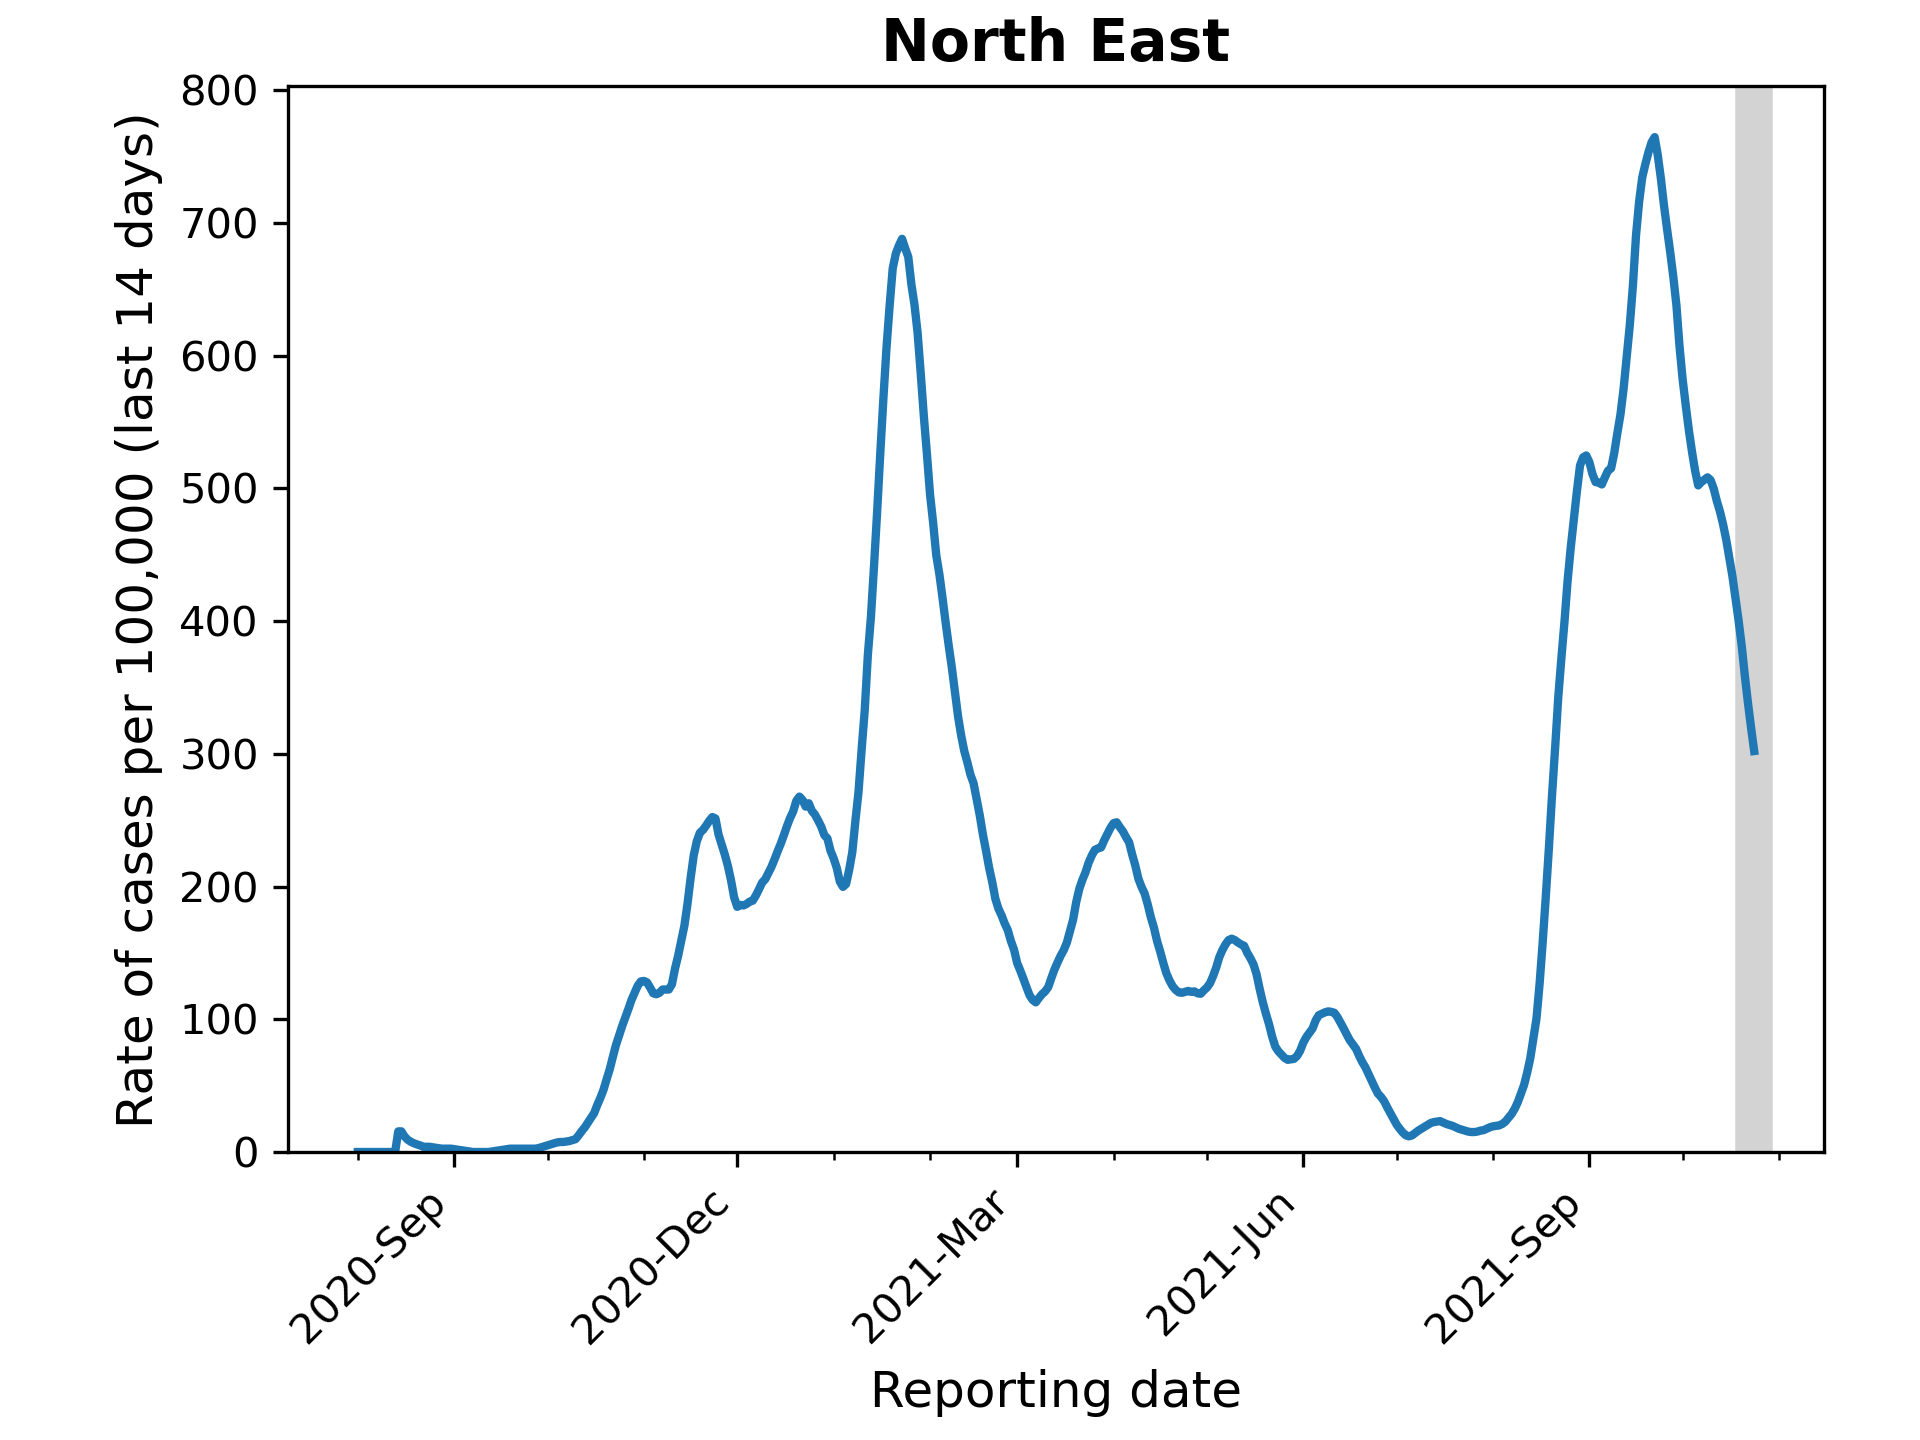 North East
Rate of cases per 100,000 (last 14 days)
800
700
600
500
400
300
200
100
0
2020-Sep
2020-Dec
2021-Mar
2021-Jun
2021-Sep
Reporting date